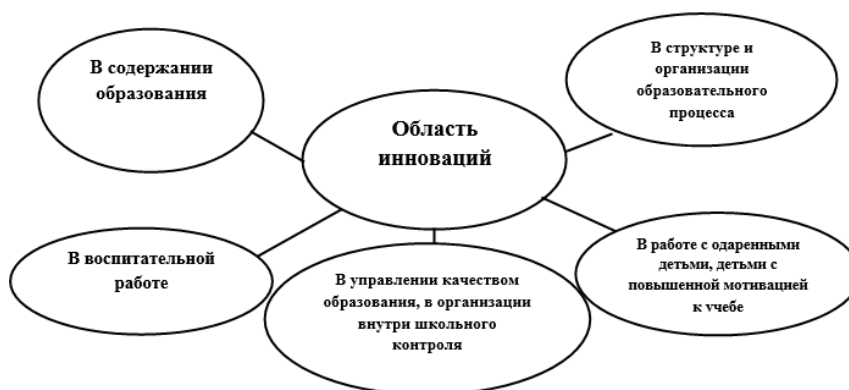 В содержании
образования
Область
инноваций
В структуре и
организации
образовательного
процесса
В воспитательной
работе
В управлении качеством
образования, в организации
внутри школьного
контроля
В работе с одаренными
детьми, детьми с
повышенной мотивацией
к учебе